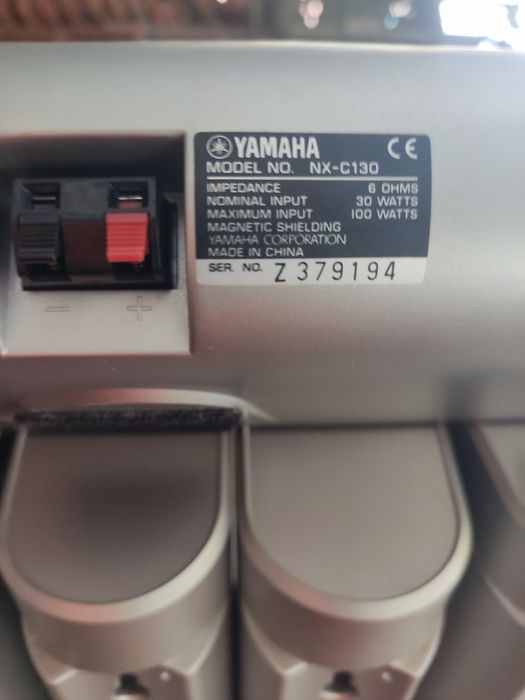 YAMAHA CE
MODEL NO. NX-C130
IMPEDANCE 6 OHMS
NOMINAL INPUT 30 WATTS
MAXIMUM INPUT 100 WATTS
MAGNETIC SHIELDING
YAMAHA CORPORATION
MADE IN CHINA
SER. NO. Z 379194
− +